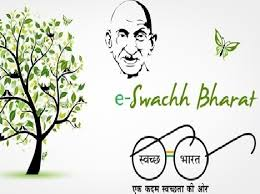 e-Swachh Bharat
स्वच्छ भारत
एक कदम स्वच्छता की ओर